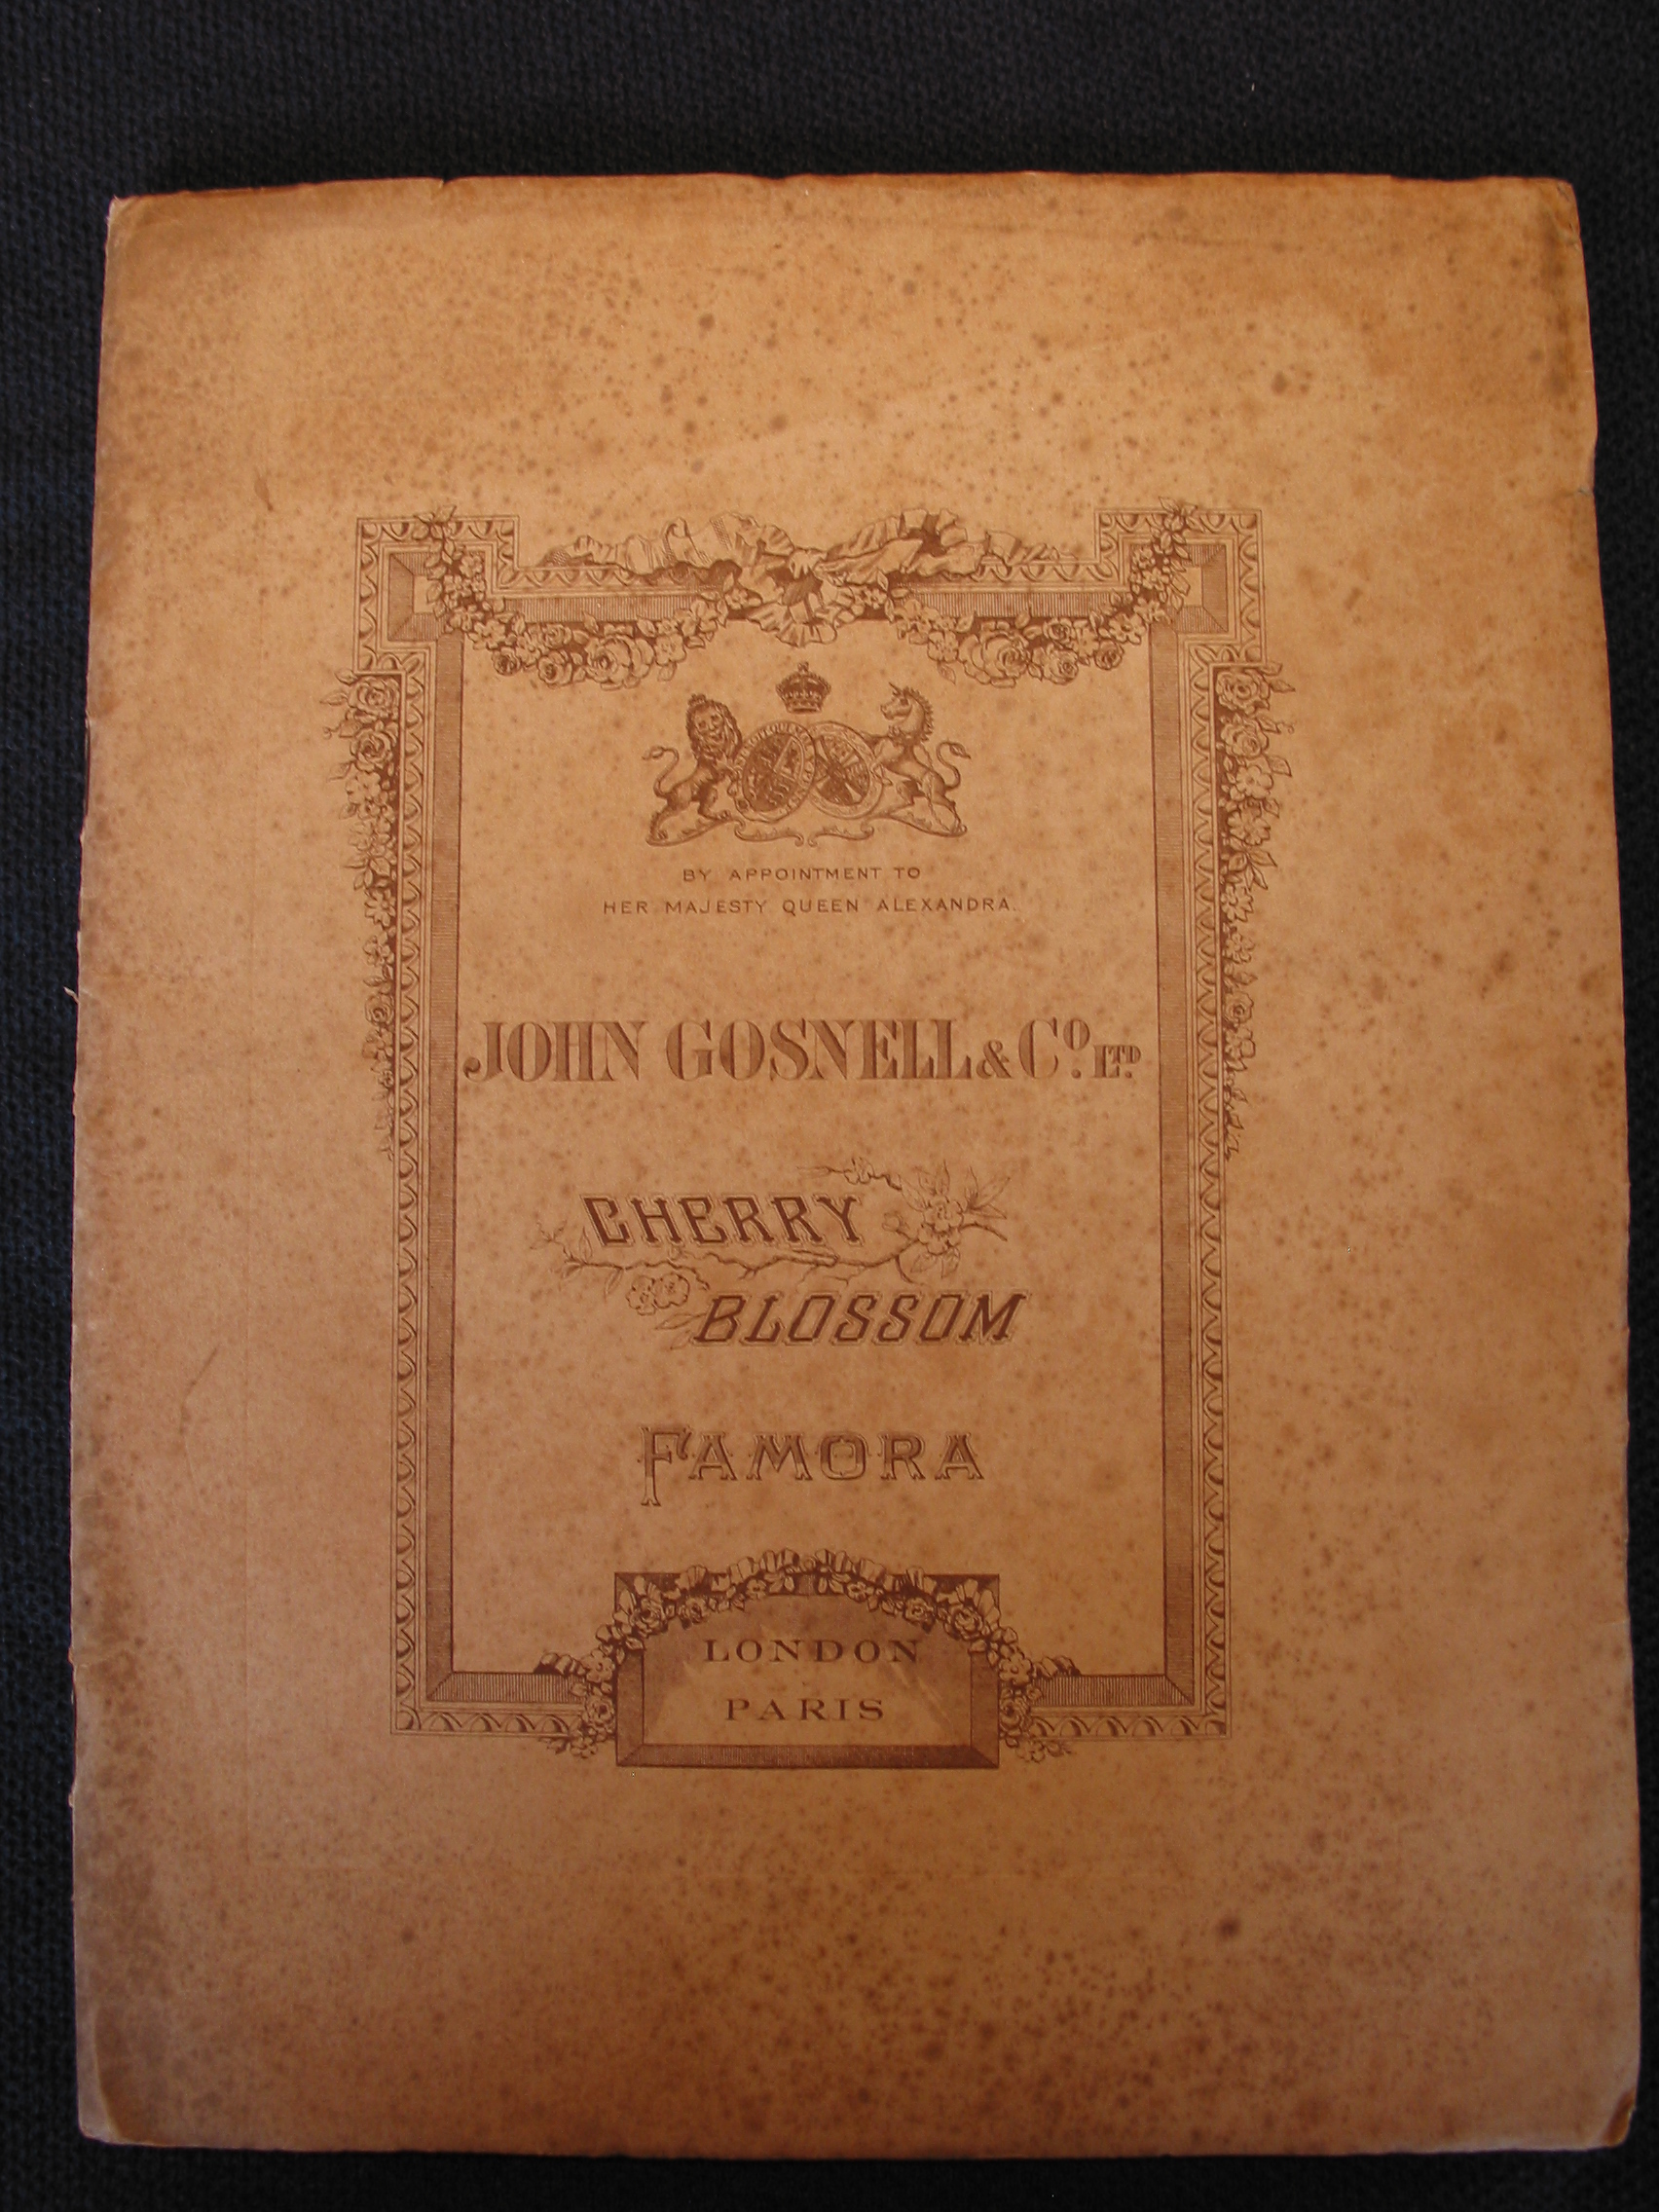 BY APPOINTMENT TO
HER MAJESTY QUEEN ALEXANDRA.
JOHN GOSNELL & Cº. LTD.
CHERRY
BLOSSOM
FAMORA
LONDON
PARIS